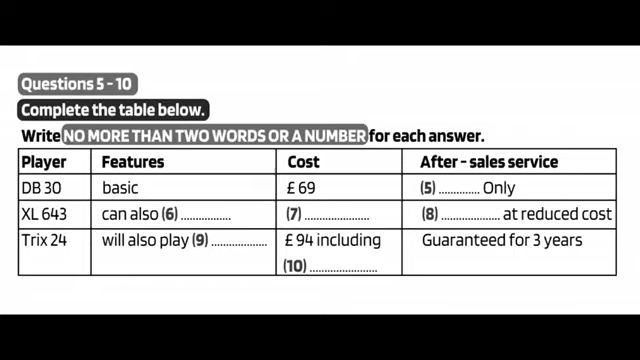 Questions 5 - 10
Complete the table below.
Write NO MORE THAN TWO WORDS OR A NUMBER for each answer.
Player Features Cost After - sales service
DB 30 basic £ 69 (5) .............. Only
XL 643 can also (6) ................. (7) ...................... (8) .................... at reduced cost
Trix 24 will also play (9) ................... £ 94 including Guaranteed for 3 years
(10) .......................